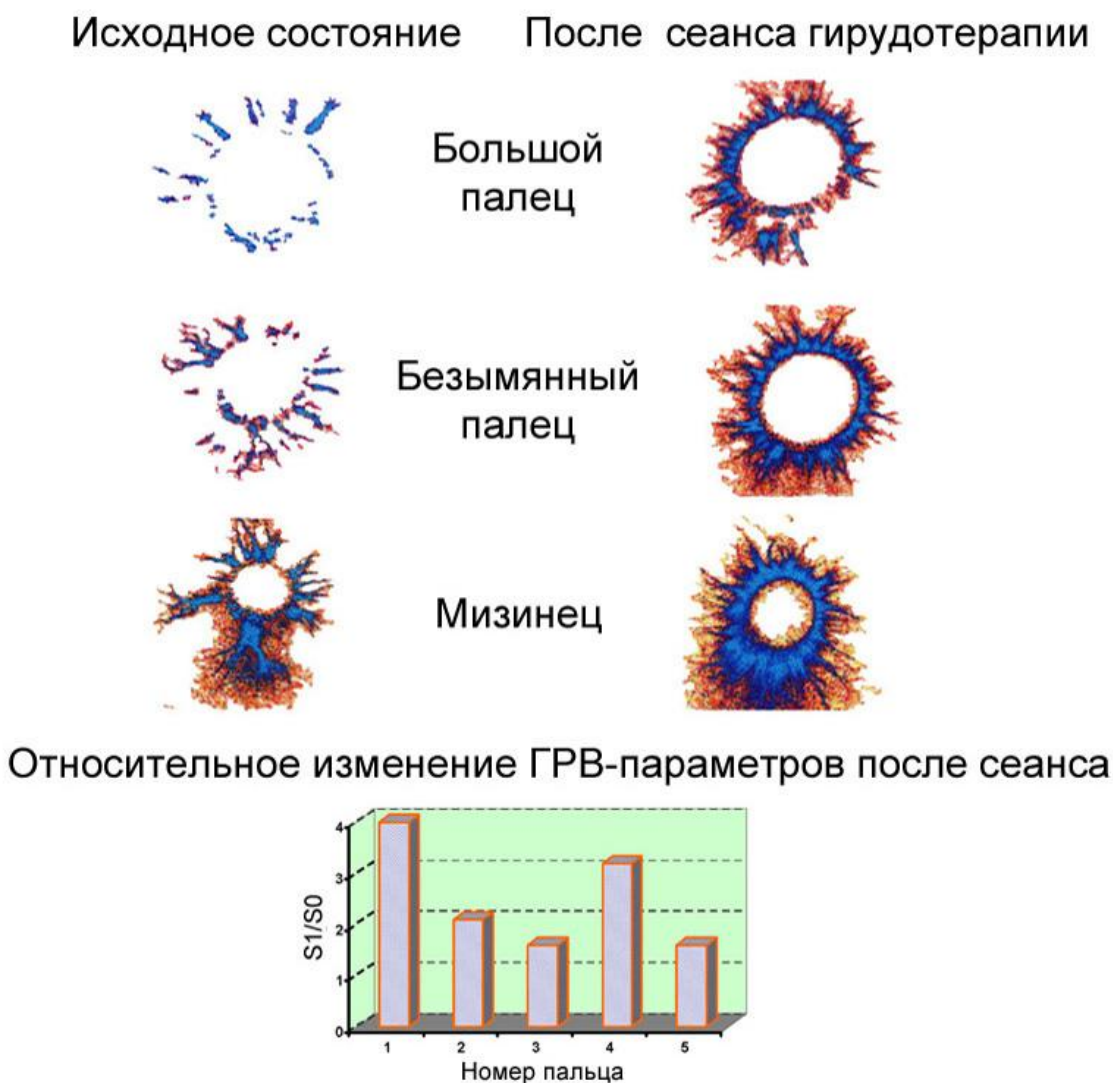 Исходное состояние
После сеанса гирудотерапии
Большой
палец
Безымянный
палец
Мизинец
Относительное изменение ГРВ-параметров после сеанса
4
3
2
1
0
S1/S0
1 2 3 4 5
Номер пальца